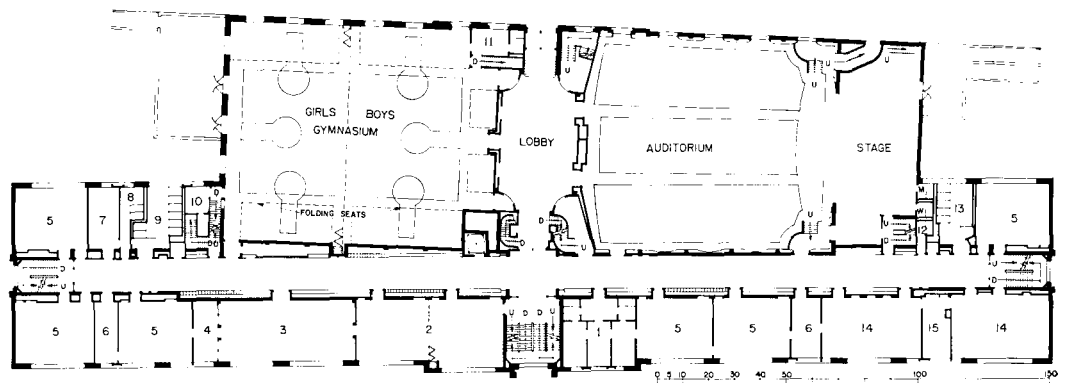 11
D
U
U
U
U
GIRLS BOYS
GYMNASIUM
LOBBY
AUDITORIUM
STAGE
5
7
8
9
10
D
FOLDING SEATS
D
D
U
U
U
M
W
12
13
5
U
U
U
D
5
6
5
4
3
2
U D D U
1
5
5
6
14
15
14
0 5 10 20 30 40 50 100 150